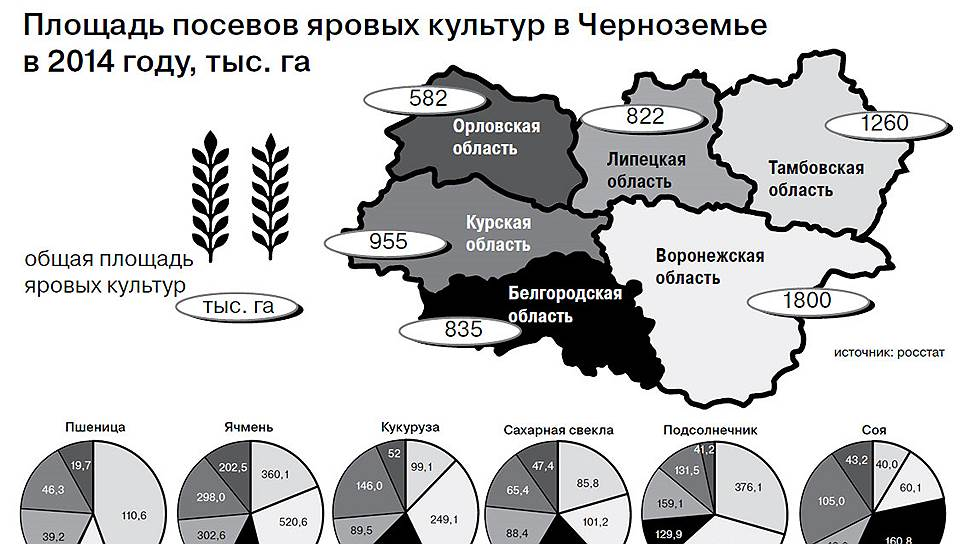 Площадь посевов яровых культур в Черноземье
в 2014 году, тыс. га
582
Орловская
область
822
Липецкая
область
1260
Тамбовская
область
955
Курская
область
Воронежская
область
1800
Белгородская
область
835
общая площадь
яровых культур
тыс. га
источник: росстат
Пшеница
19,7
46,3
110,6
39,2
Ячмень
202,5
360,1
298,0
520,6
302,6
Кукуруза
52
99,1
146,0
249,1
89,5
Сахарная свекла
47,4
85,8
65,4
101,2
88,4
Подсолнечник
41,2
131,5
376,1
159,1
129,9
Соя
43,2
40,0
60,1
105,0
160,8